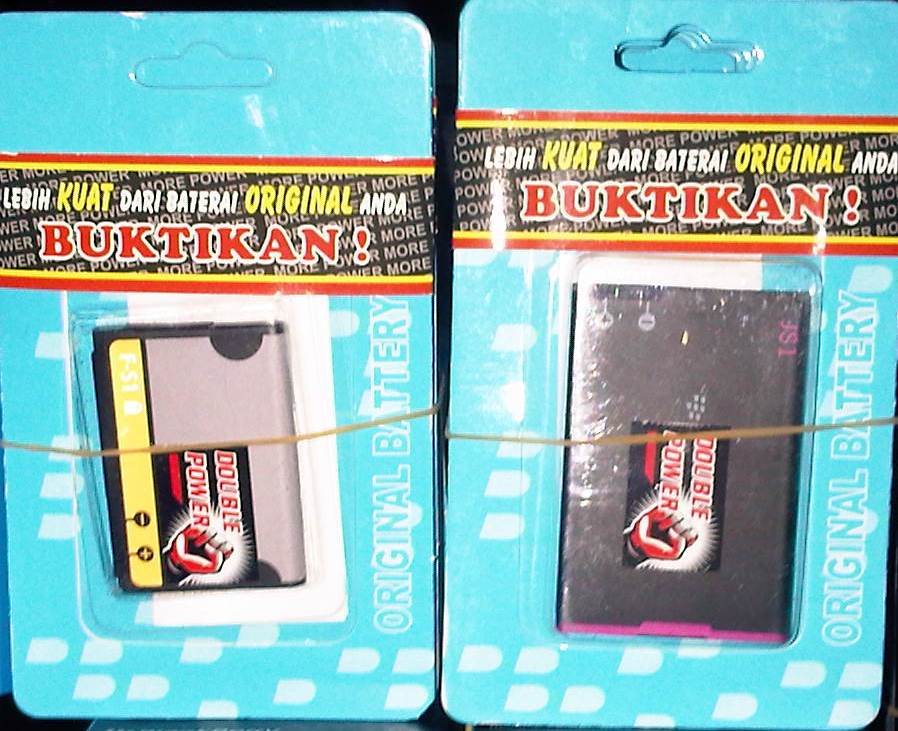 LEBIH KUAT DARI BATERAI ORIGINAL ANDA
BUKTIKAN !
F-S1
DOUBLE
POWER
ORIGINAL BATTERY
LEBIH KUAT DARI BATERAI ORIGINAL ANDA
BUKTIKAN !
JS1
DOUBLE
POWER
ORIGINAL BATTERY